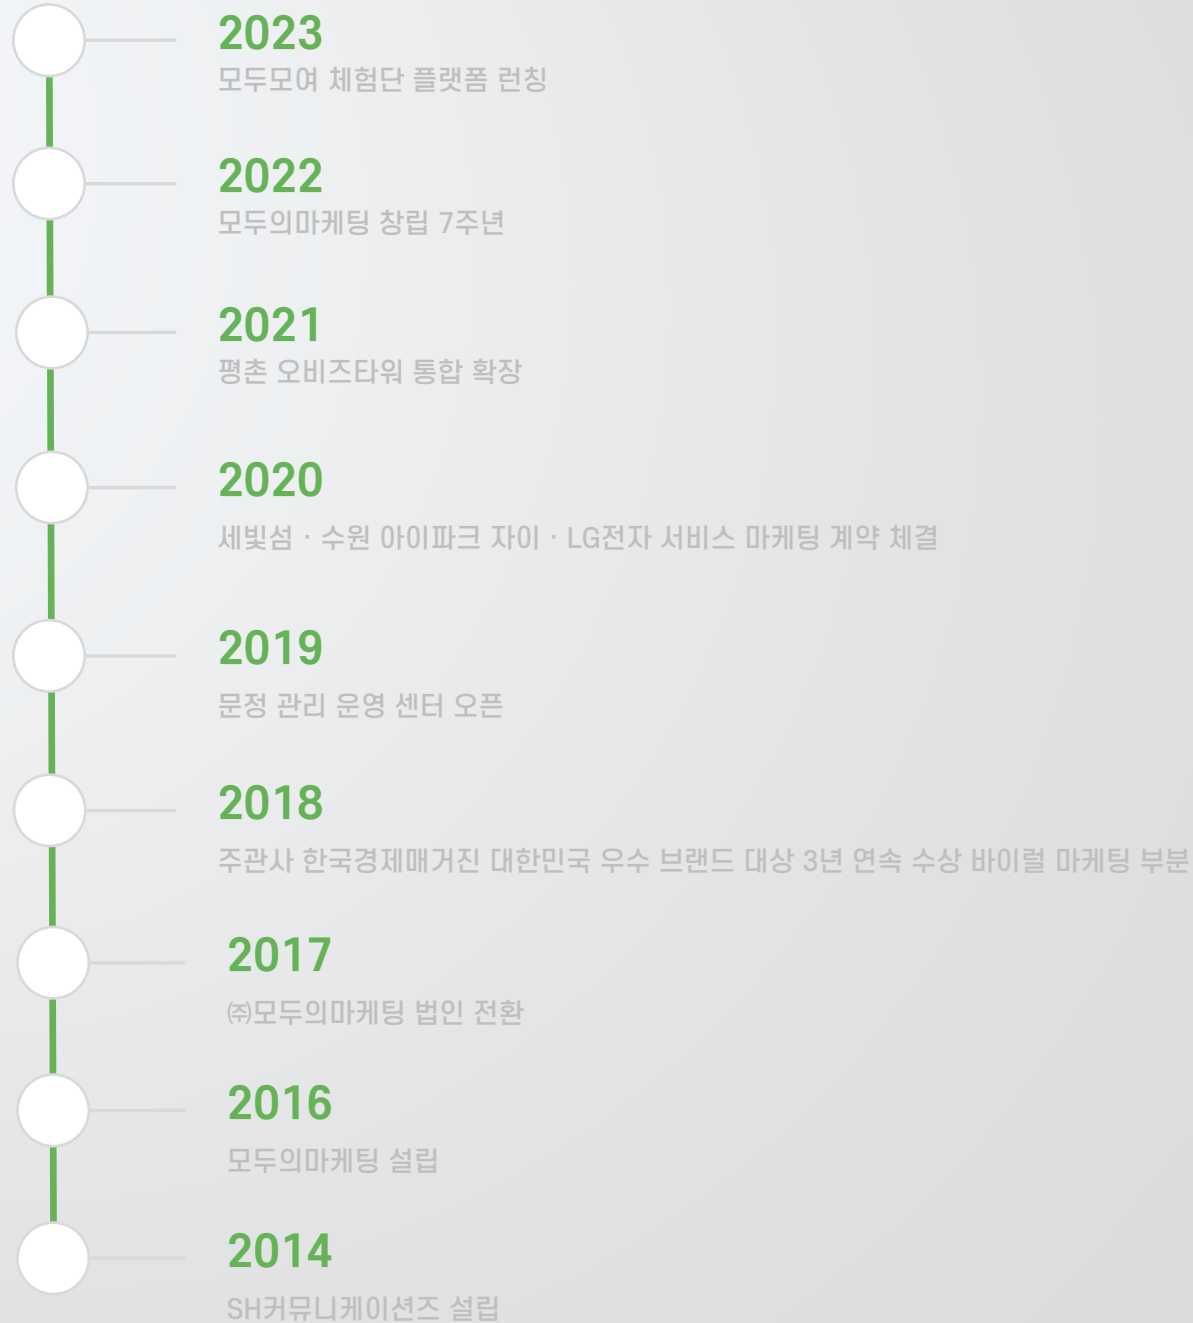 2023
모두모여 체험단 플랫폼 런칭
2022
모두의마케팅 창립 7주년
2021
평촌 오비즈타워 통합 확장
2020
세빛섬 · 수원 아이파크 자이 · LG전자 서비스 마케팅 계약 체결
2019
문정 관리 운영 센터 오픈
2018
주관사 한국경제매거진 대한민국 우수 브랜드 대상 3년 연속 수상 바이럴 마케팅 부분
2017
㈜모두의마케팅 법인 전환
2016
모두의마케팅 설립
2014
SH커뮤니케이션즈 설립